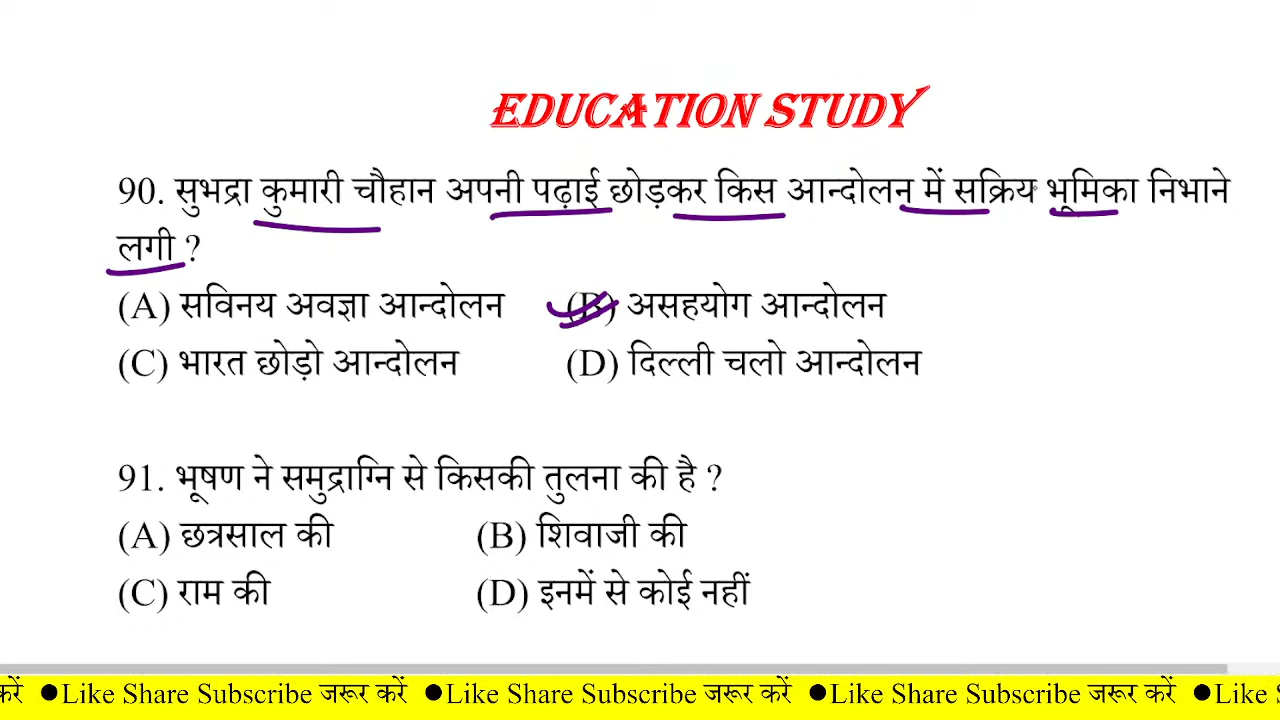 EDUCATION STUDY
90. सुभद्रा कुमारी चौहान अपनी पढ़ाई छोड़कर किस आन्दोलन में सक्रिय भूमिका निभाने
लगी ?
(A) सविनय अवज्ञा आन्दोलन (B) असहयोग आन्दोलन
(C) भारत छोड़ो आन्दोलन (D) दिल्ली चलो आन्दोलन
91. भूषण ने समुद्राग्नि से किसकी तुलना की है ?
(A) छत्रसाल की (B) शिवाजी की
(C) राम की (D) इनमें से कोई नहीं
करें ●Like Share Subscribe जरूर करें ●Like Share Subscribe जरूर करें ●Like Share Subscribe जरूर करें ●Like S